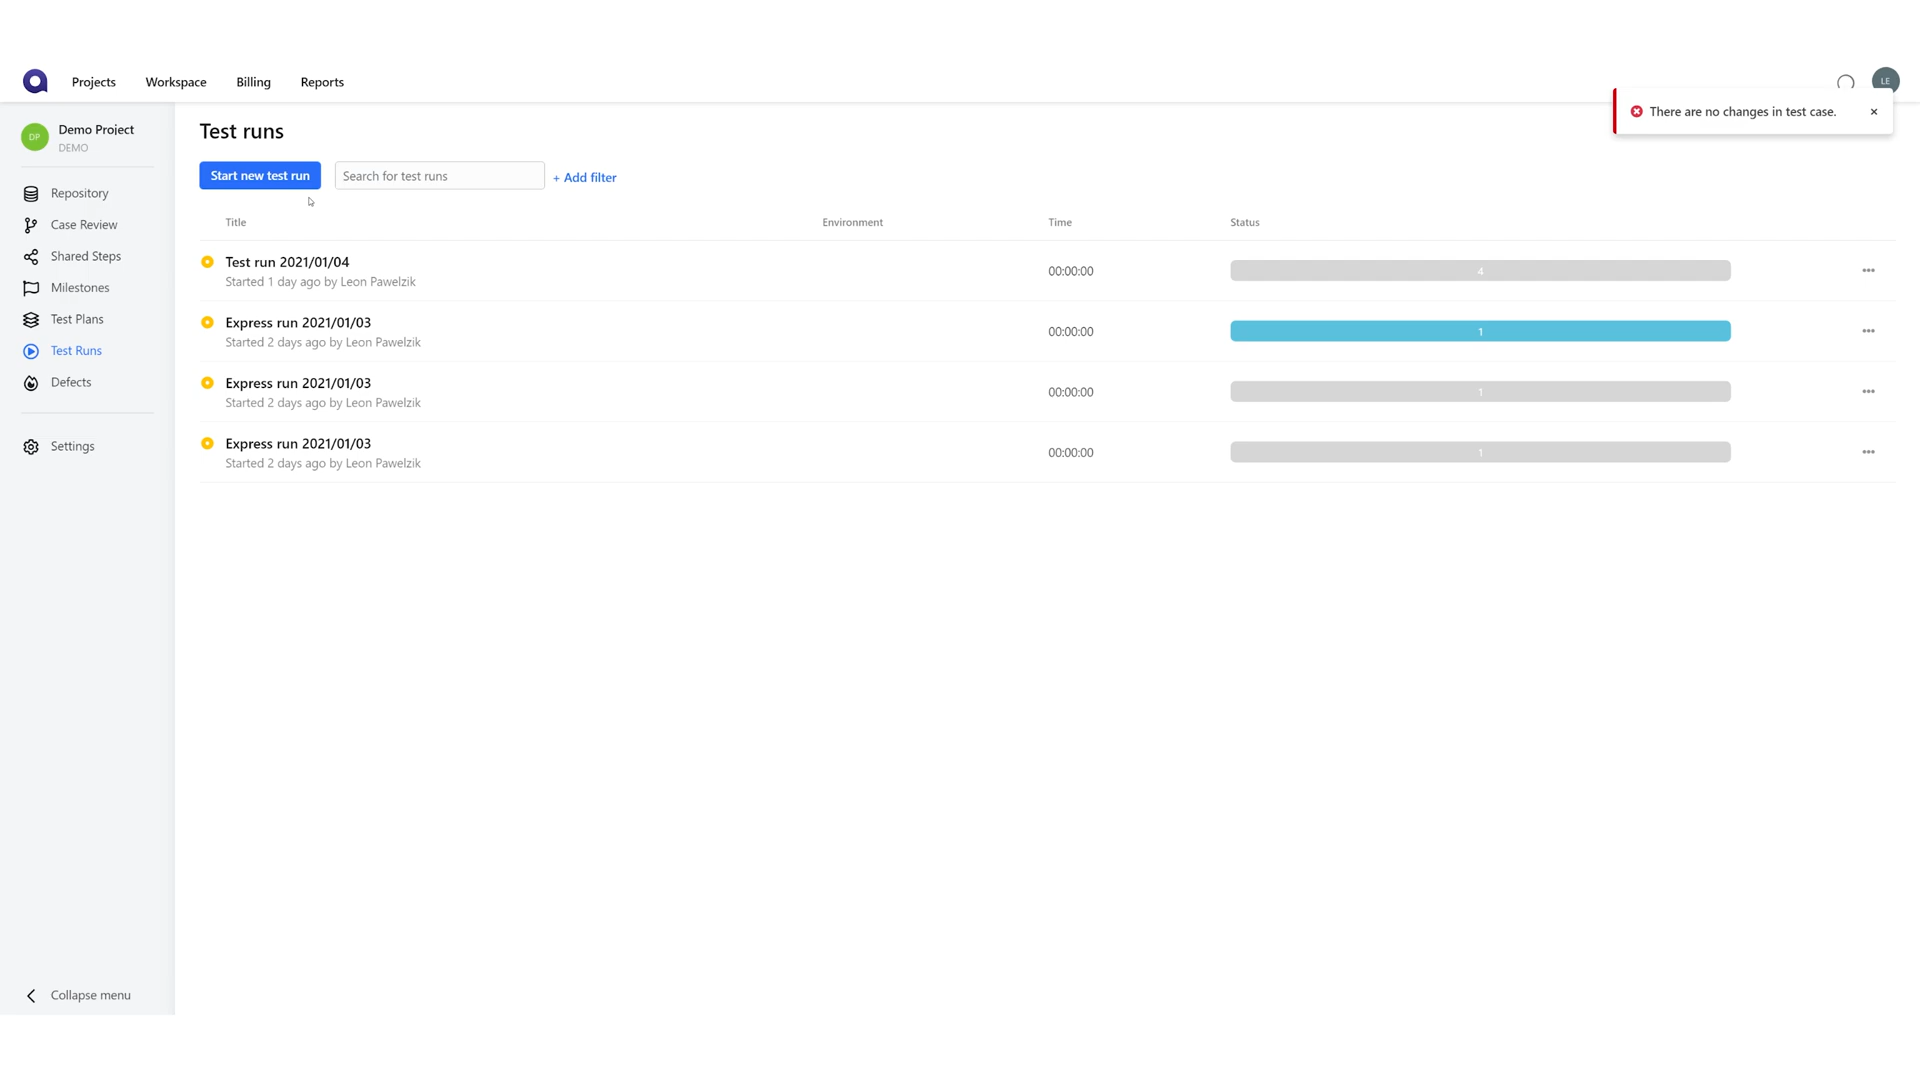 Projects Workspace Billing Reports
LE
There are no changes in test case.
DP
Demo Project
DEMO
Repository
Case Review
Shared Steps
Milestones
Test Plans
Test Runs
Defects
Settings
Collapse menu
Test runs
Start new test run
Search for test runs
+ Add filter
Title Environment Time Status
Test run 2021/01/04
Started 1 day ago by Leon Pawelzik
00:00:00
4
Express run 2021/01/03
Started 2 days ago by Leon Pawelzik
00:00:00
1
Express run 2021/01/03
Started 2 days ago by Leon Pawelzik
00:00:00
1
Express run 2021/01/03
Started 2 days ago by Leon Pawelzik
00:00:00
1